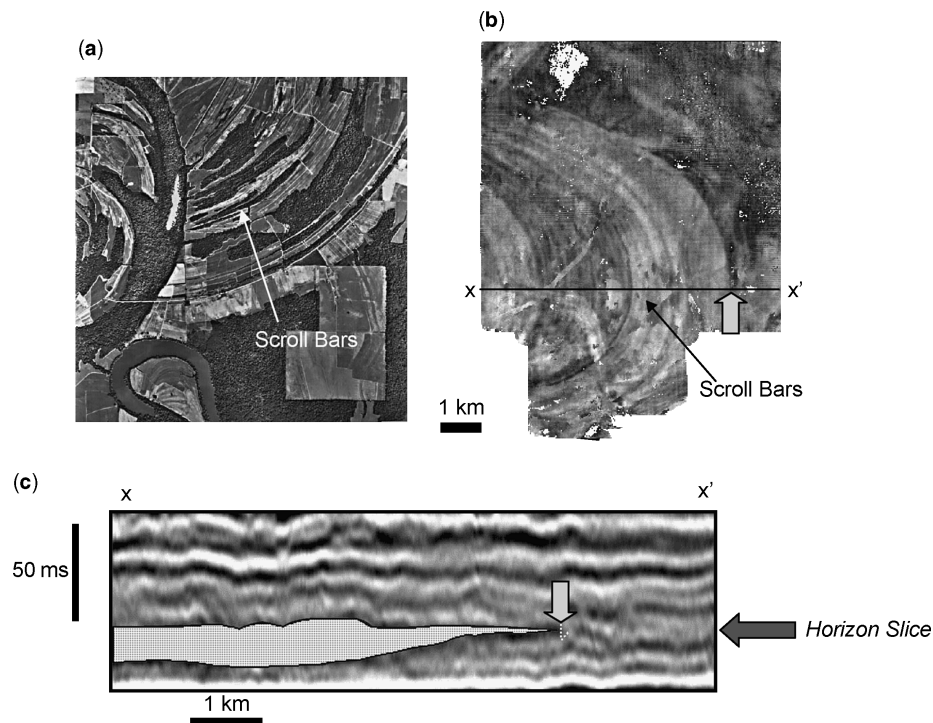 (a)
(b)
Scroll Bars
x
x'
Scroll Bars
1 km
(c)
x
x'
50 ms
Horizon Slice
1 km